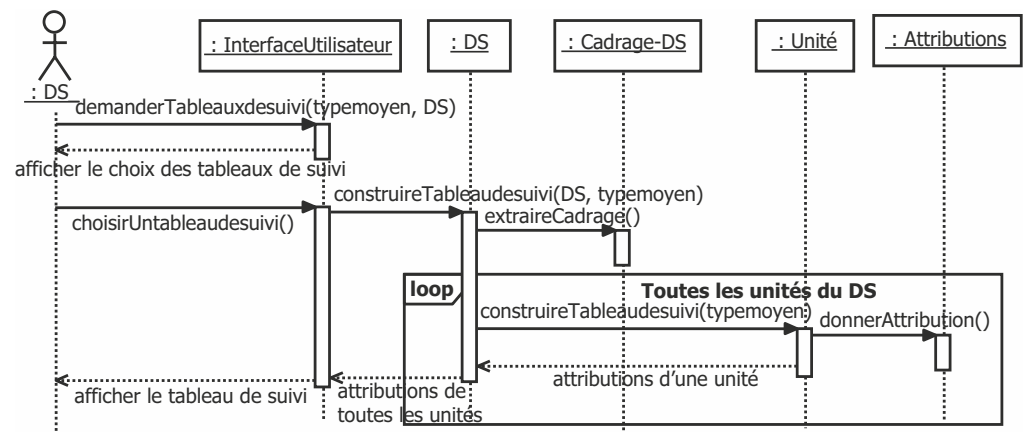 : DS
: InterfaceUtilisateur
: DS
: Cadrage-DS
: Unité
: Attributions
demanderTableauxdesuivi(typemoyen, DS)
afficher le choix des tableaux de suivi
choisirUntableaudesuivi()
construireTableaudesuivi(DS, typemoyen)
extraireCadrage()
loop
Toutes les unités du DS
construireTableaudesuivi(typemoyen)
donnerAttribution()
attributions d'une unité
attributions de
toutes les unités
afficher le tableau de suivi